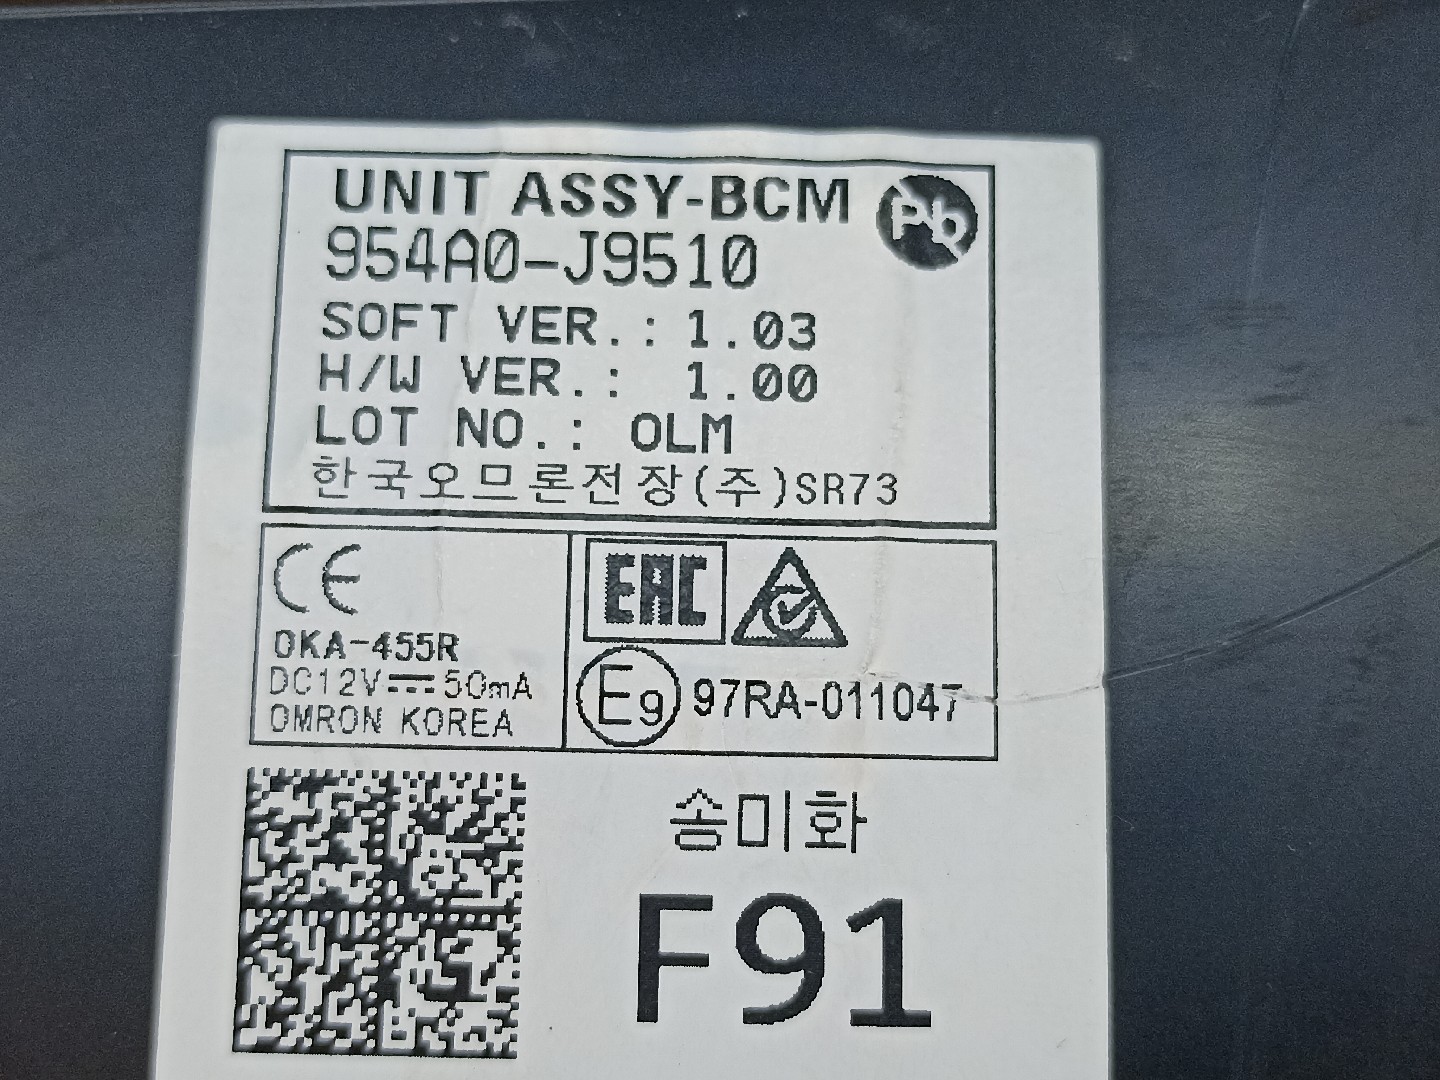 UNIT ASSY-BCM
Pb
954A0-J9510
SOFT VER.: 1.03
H/W VER.: 1.00
LOT NO.: OLM
한국오므론전장(주)SR73
CE
EAC
OKA-455R
DC12V⎓50mA
OMRON KOREA
E9 97RA-011047
송미화
F91